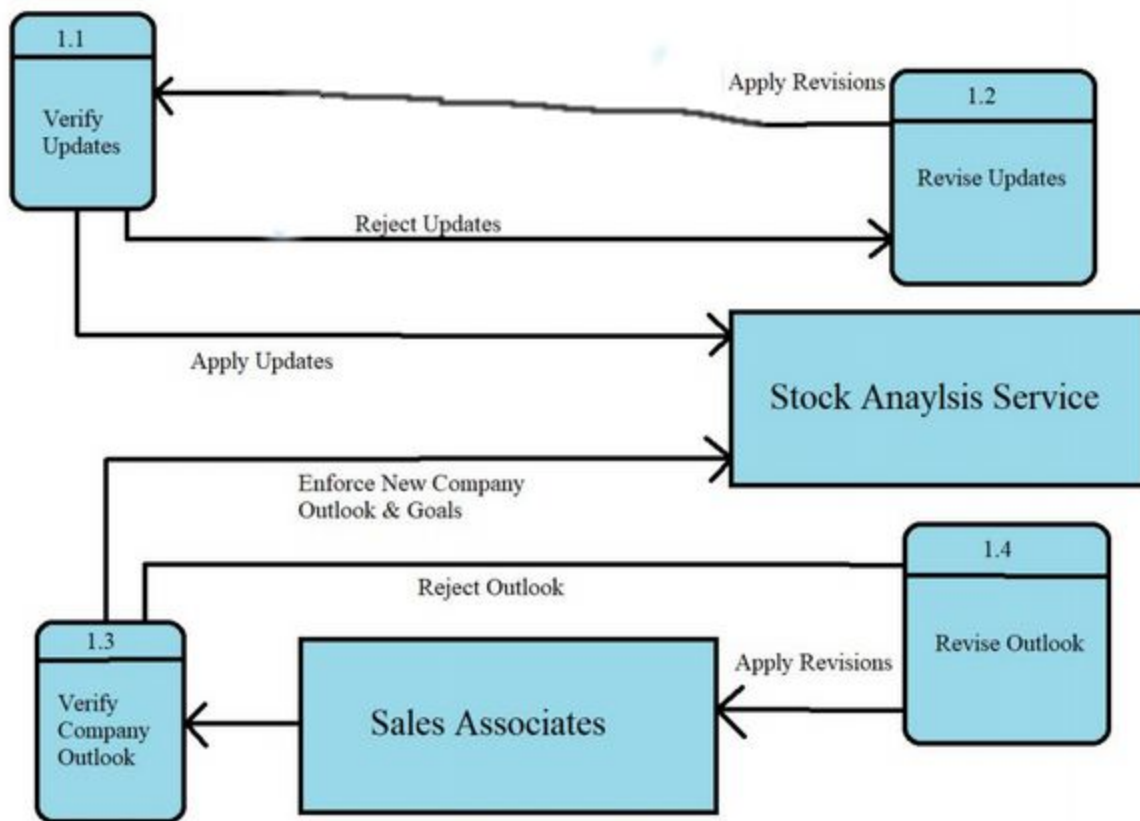 1.1
Verify
Updates
Apply Revisions
1.2
Revise Updates
Reject Updates
Apply Updates
Stock Anaylsis Service
Enforce New Company
Outlook & Goals
1.4
Revise Outlook
Reject Outlook
1.3
Verify
Company
Outlook
Sales Associates
Apply Revisions